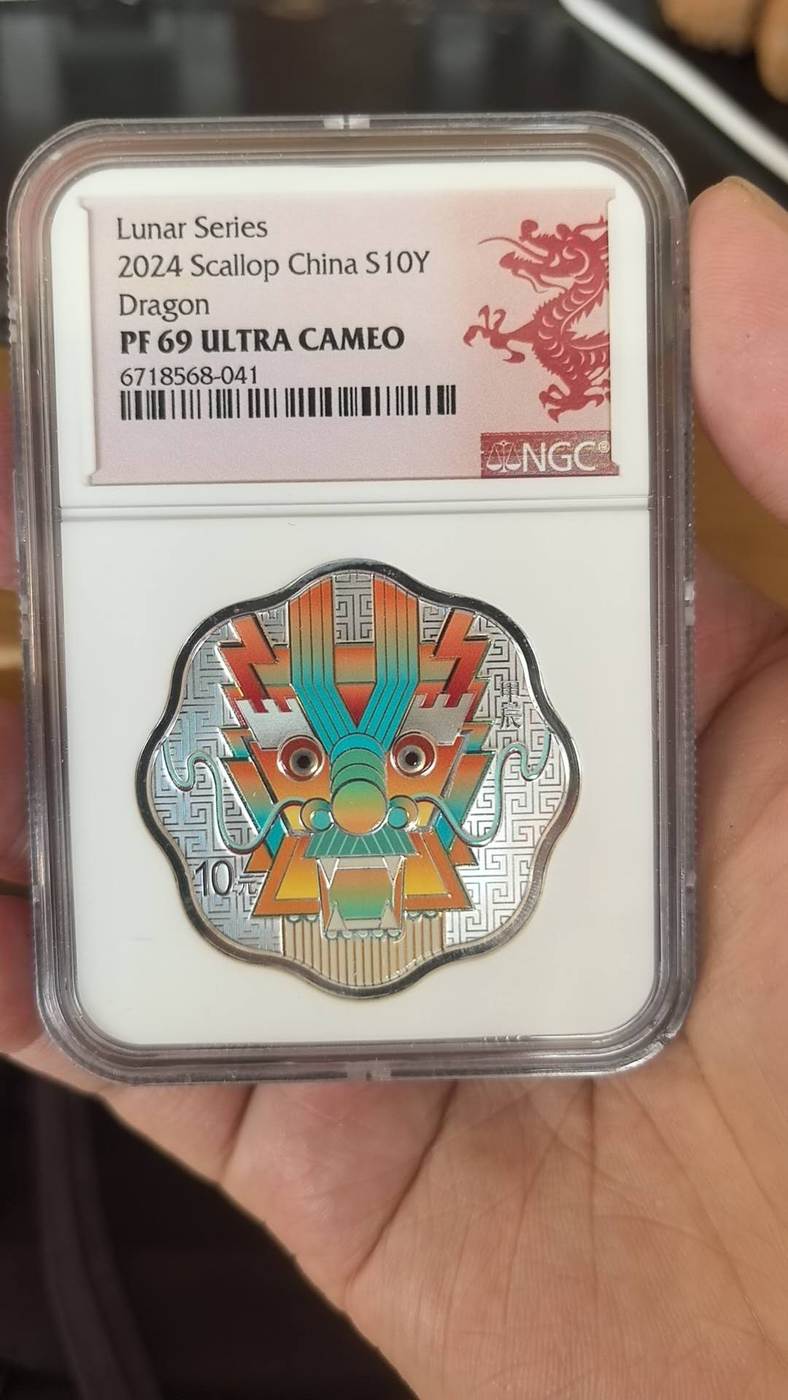 Lunar Series
2024 Scallop China S10Y
Dragon
PF 69 ULTRA CAMEO
6718568-041
NGC®
甲辰
10元